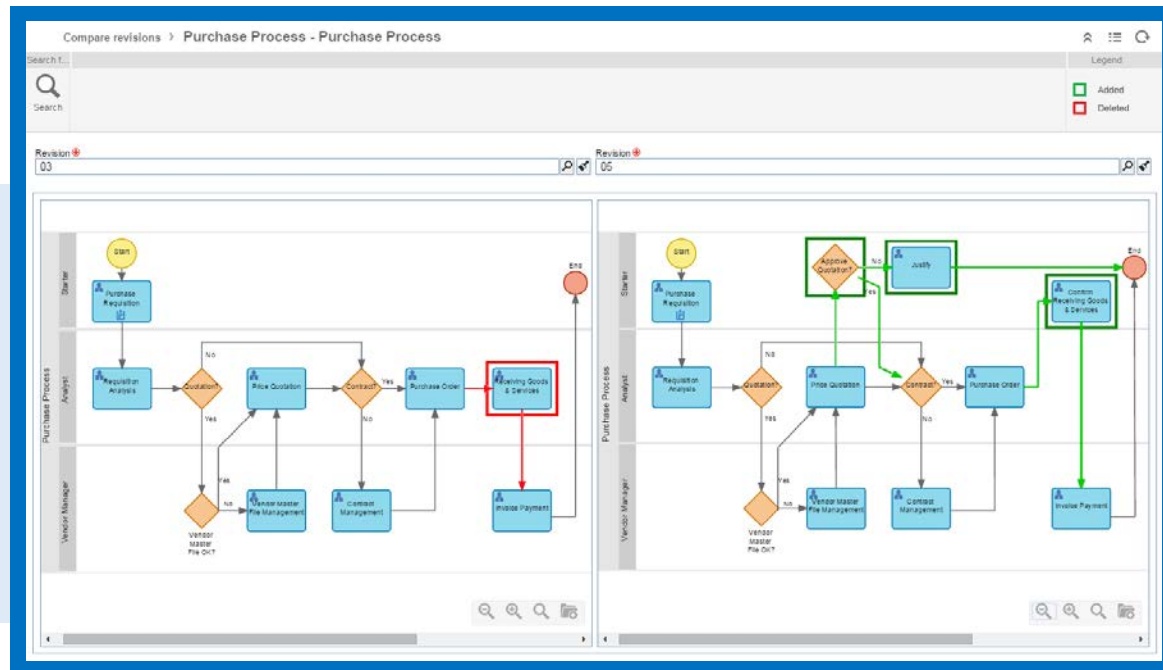 Compare revisions > Purchase Process - Purchase Process
Search f...
Legend
Search
Added
Deleted
Revision
03
Revision
05
Purchase Process
Starter
Analyst
Vendor Manager
Start
Purchase
Requisition
End
Requisition
Analysis
No
Quotation?
Yes
Price Quotation
Contract?
Yes
No
Purchase Order
Receiving Goods
& Services
Yes
No
Vendor
Master
File OK?
Vendor Master
File Management
Contract
Management
Invoice Payment
Purchase Process
Starter
Analyst
Vendor Manager
Start
Purchase
Requisition
Approve
Quotation?
No
Yes
Justify
End
Confirm
Receiving Goods
& Services
Requisition
Analysis
No
Quotation?
Yes
Price Quotation
Contract?
Yes
No
Purchase Order
Yes
No
Vendor
Master
File OK?
Vendor Master
File Management
Contract
Management
Invoice Payment